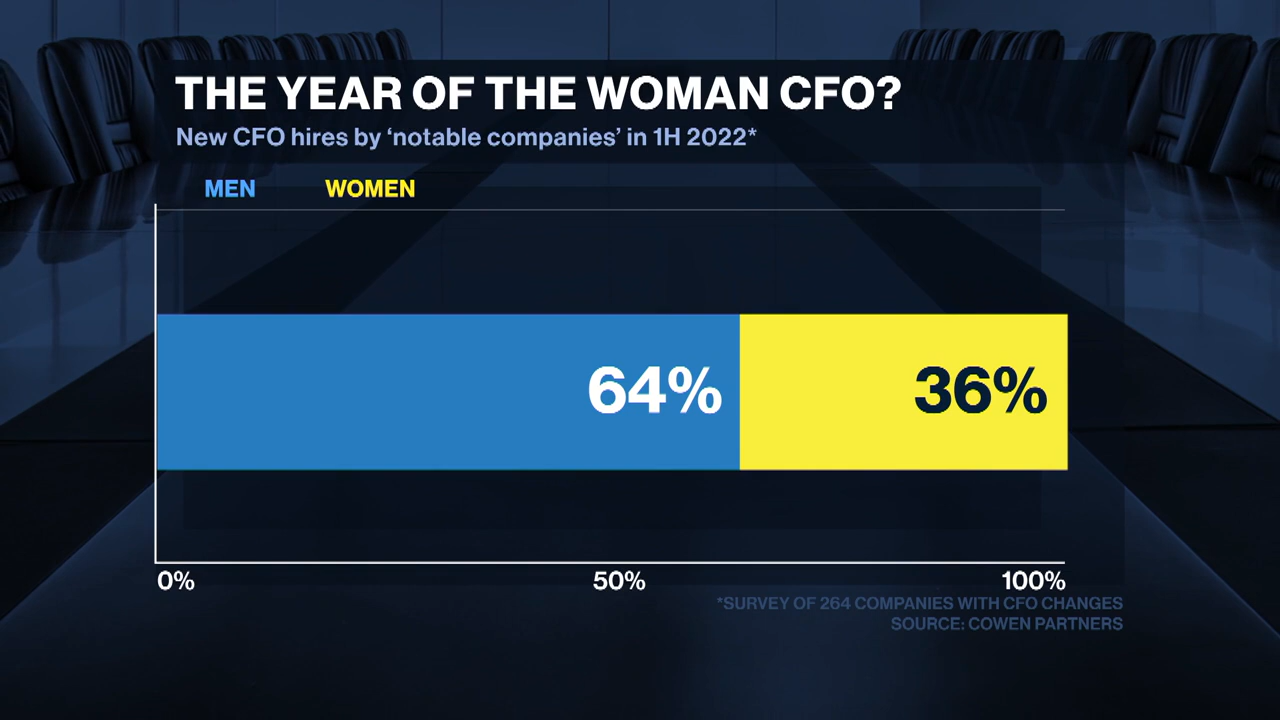 THE YEAR OF THE WOMAN CFO?
New CFO hires by ‘notable companies’ in 1H 2022*
MEN WOMEN
64% 36%
0% 50% 100%
*SURVEY OF 264 COMPANIES WITH CFO CHANGES
SOURCE: COWEN PARTNERS